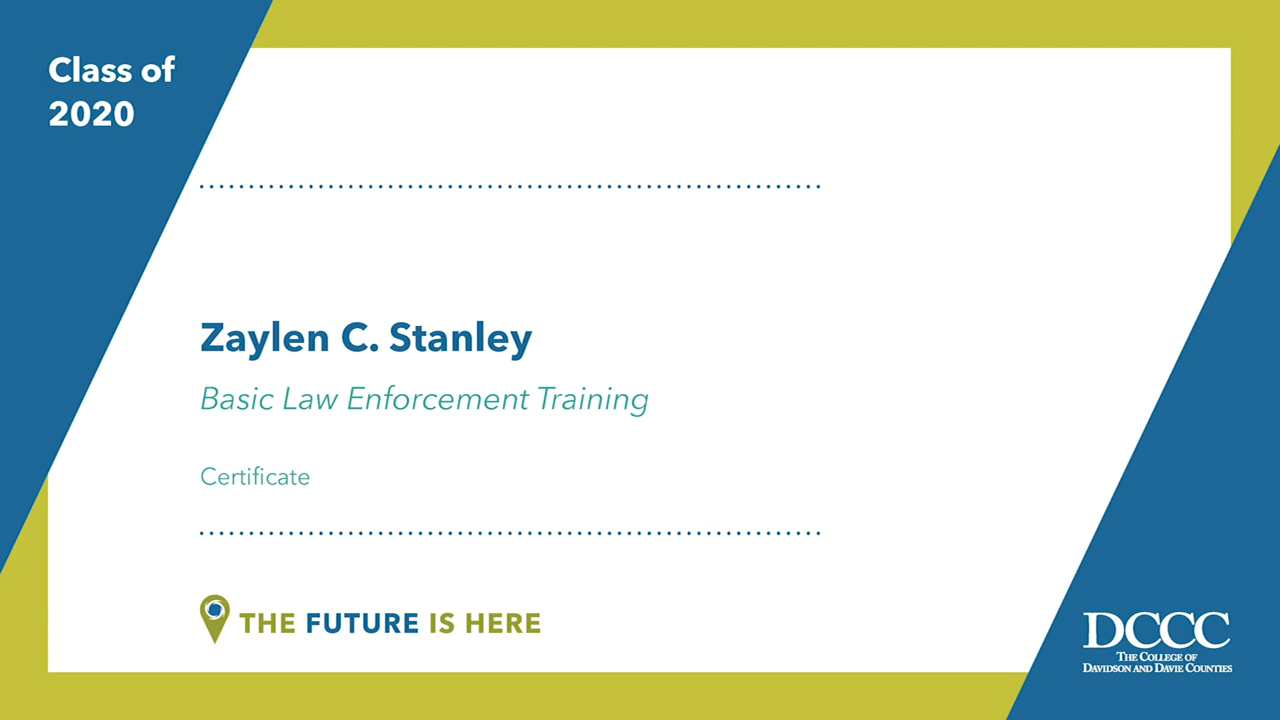 Class of
2020
Zaylen C. Stanley
Basic Law Enforcement Training
Certificate
THE FUTURE IS HERE
DCCC
THE COLLEGE OF
DAVIDSON AND DAVIE COUNTIES